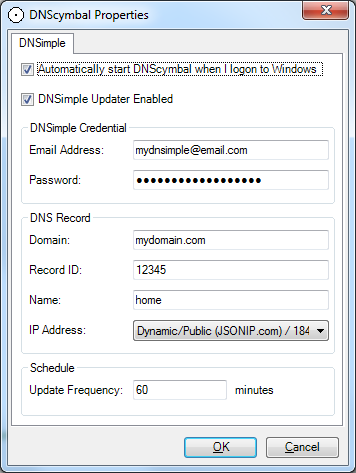 DNScymbal Properties
DNSimple
Automatically start DNScymbal when I logon to Windows
DNSimple Updater Enabled
DNSimple Credential
Email Address: mydnsimple@email.com
Password: ●●●●●●●●●●●●●●●●●●
DNS Record
Domain: mydomain.com
Record ID: 12345
Name: home
IP Address: Dynamic/Public (JSONIP.com) / 184
Schedule
Update Frequency: 60 minutes
OK Cancel